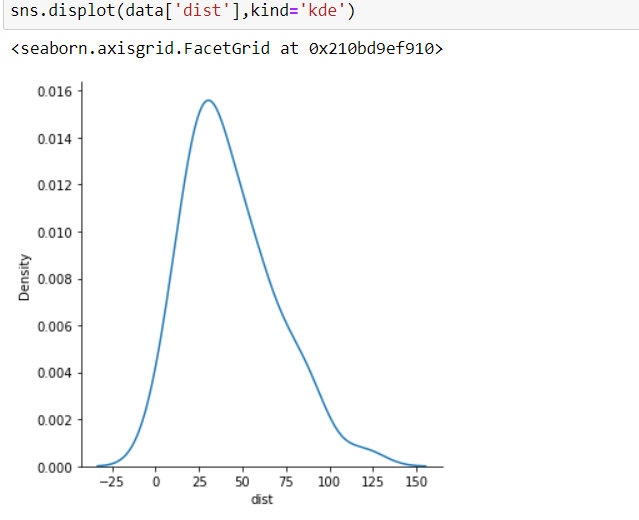 sns.displot(data['dist'],kind='kde')
<seaborn.axisgrid.FacetGrid at 0x210bd9ef910>
0.016
0.014
0.012
0.010
0.008
0.006
0.004
0.002
0.000
Density
−25 0 25 50 75 100 125 150
dist